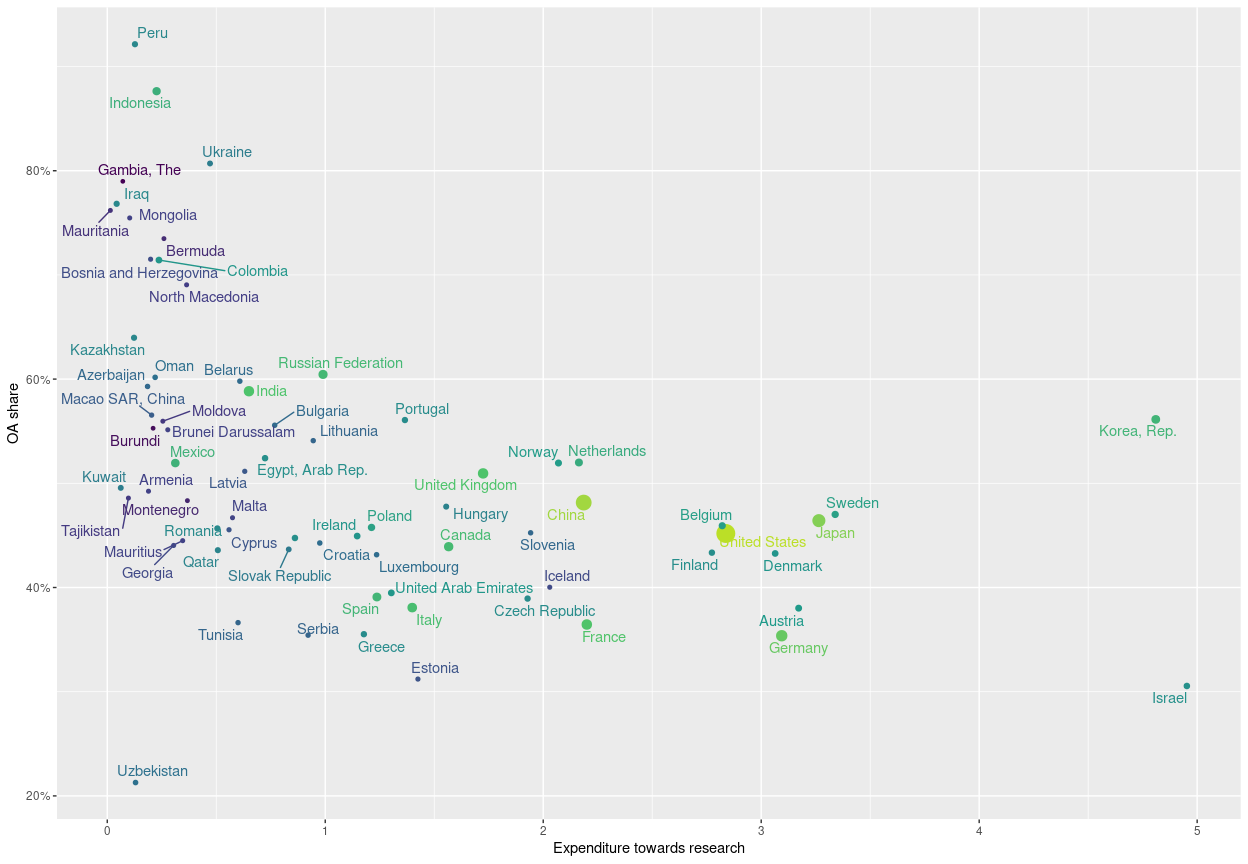 Peru
Indonesia
Ukraine
Gambia, The
80%
Iraq
Mongolia
Mauritania
Bermuda
Colombia
Bosnia and Herzegovina
North Macedonia
Kazakhstan
Russian Federation
Oman
Belarus
Azerbaijan
60%
India
Macao SAR, China
Portugal
Moldova
Bulgaria
Lithuania
Korea, Rep.
Brunei Darussalam
Burundi
Mexico
Norway
Netherlands
Egypt, Arab Rep.
Kuwait
Armenia
Latvia
United Kingdom
Sweden
Malta
Montenegro
Hungary
China
Belgium
Poland
Ireland
Tajikistan
Romania
Japan
Canada
Cyprus
United States
Slovenia
Mauritius
Croatia
Qatar
Luxembourg
Finland
Denmark
Georgia
Slovak Republic
Iceland
40%
United Arab Emirates
Spain
Czech Republic
Italy
Austria
Serbia
Tunisia
France
Greece
Germany
Estonia
Israel
Uzbekistan
20%
0
1
2
3
4
5
Expenditure towards research
OA share